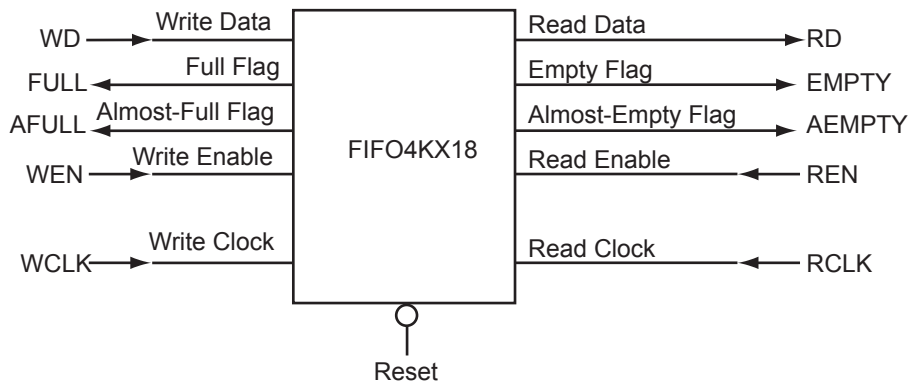 WD Write Data Read Data RD
FULL Full Flag Empty Flag EMPTY
AFULL Almost-Full Flag Almost-Empty Flag AEMPTY
FIFO4KX18
WEN Write Enable Read Enable REN
WCLK Write Clock Read Clock RCLK
Reset